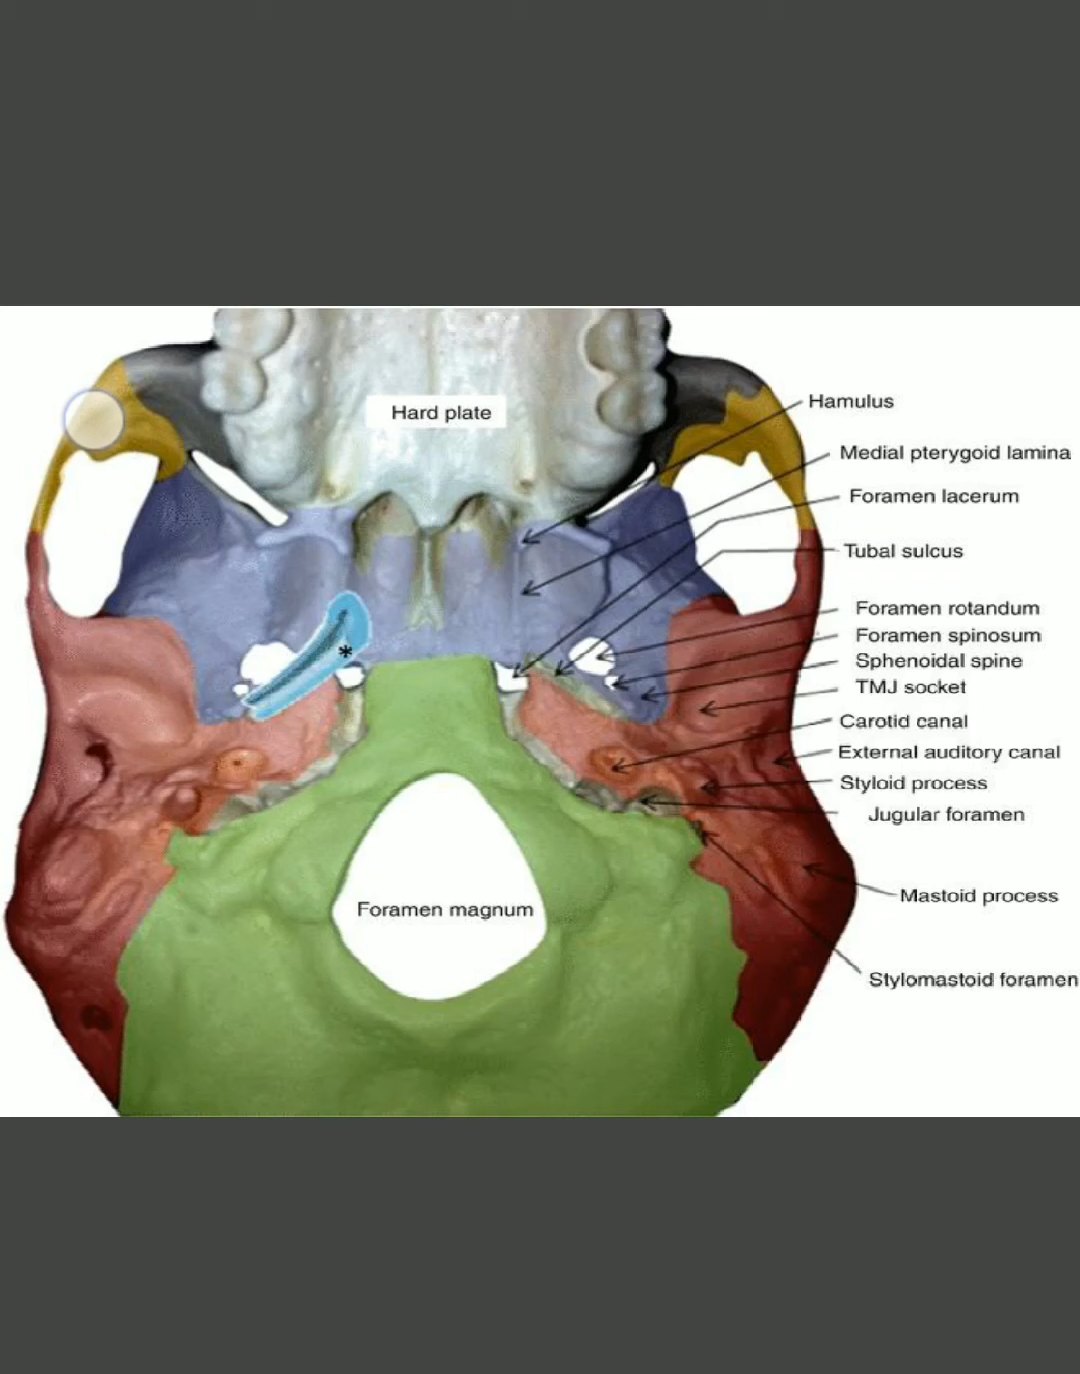 Hard plate
Hamulus
Medial pterygoid lamina
Foramen lacerum
Tubal sulcus
Foramen rotandum
Foramen spinosum
Sphenoidal spine
TMJ socket
Carotid canal
External auditory canal
Styloid process
Jugular foramen
Mastoid process
Foramen magnum
Stylomastoid foramen
*